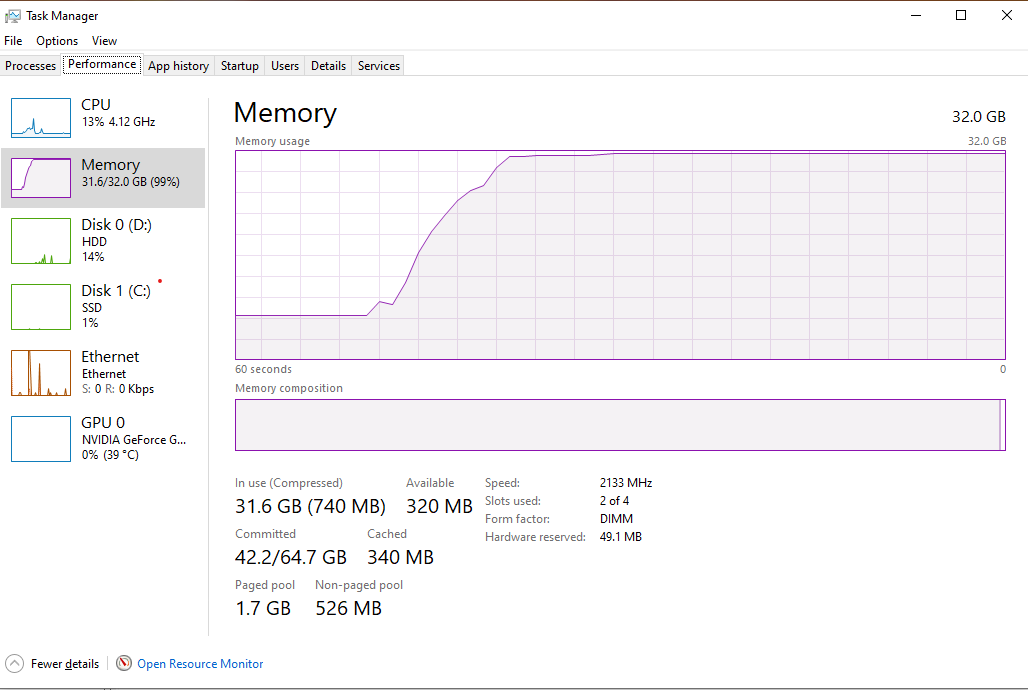 Task Manager
File Options View
Processes Performance App history Startup Users Details Services
CPU
13% 4.12 GHz
Memory
31.6/32.0 GB (99%)
Disk 0 (D:)
HDD
14%
Disk 1 (C:)
SSD
1%
Ethernet
Ethernet
S: 0 R: 0 Kbps
GPU 0
NVIDIA GeForce G...
0% (39 °C)
Memory 32.0 GB
Memory usage 32.0 GB
60 seconds 0
Memory composition
In use (Compressed) Available
31.6 GB (740 MB) 320 MB
Committed Cached
42.2/64.7 GB 340 MB
Paged pool Non-paged pool
1.7 GB 526 MB
Speed: 2133 MHz
Slots used: 2 of 4
Form factor: DIMM
Hardware reserved: 49.1 MB
Fewer details Open Resource Monitor